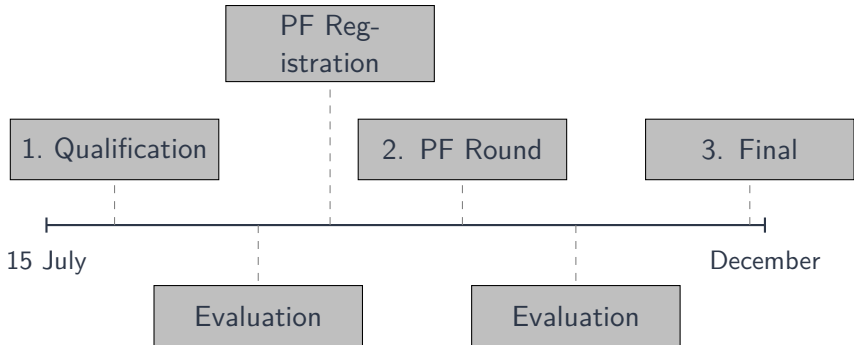 PF Reg-
istration
1. Qualification
2. PF Round
3. Final
15 July
December
Evaluation
Evaluation